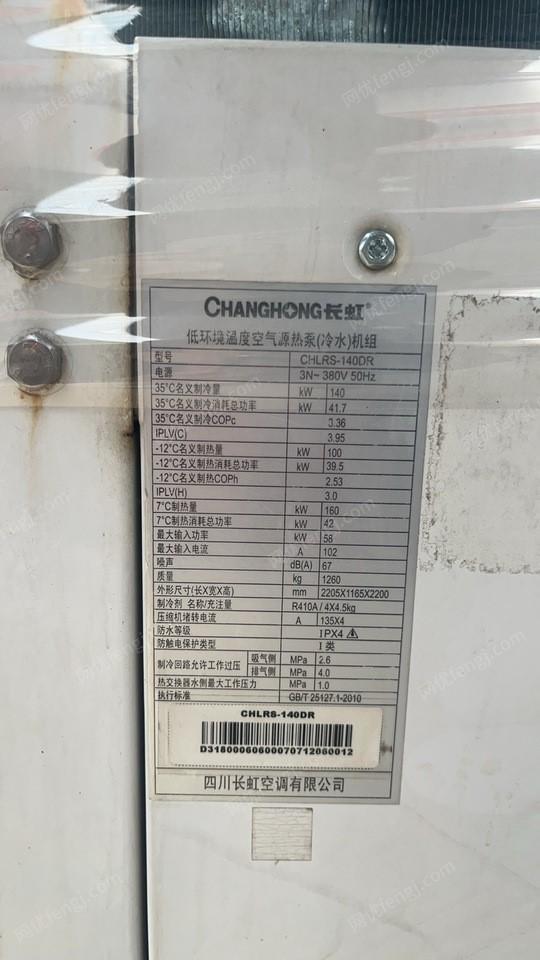 CHANGHONG长虹®
低环境温度空气源热泵(冷水)机组
型号 CHLRS-140DR
电源 3N~ 380V 50Hz
35°C名义制冷量 kW 140
35°C名义制冷消耗总功率 kW 41.7
35°C名义制冷COPc 3.36
IPLV(C) 3.95
-12°C名义制热量 kW 100
-12°C名义制热消耗总功率 kW 39.5
-12°C名义制热COPh 2.53
IPLV(H) 3.0
7°C制热量 kW 160
7°C制热消耗总功率 kW 42
最大输入功率 kW 58
最大输入电流 A 102
噪声 dB(A) 67
质量 kg 1260
外形尺寸(长X宽X高) mm 2205X1165X2200
制冷剂 名称/充注量 R410A / 4X4.5kg
压缩机堵转电流 A 135X4
防水等级 IPX4
防触电保护类型 I 类
制冷回路允许工作过压 吸气侧 MPa 2.6
排气侧 MPa 4.0
热交换器水侧最大工作压力 MPa 1.0
执行标准 GB/T 25127.1-2010
CHLRS-140DR
D31800060600070712060012
四川长虹空调有限公司
网优fengj.com